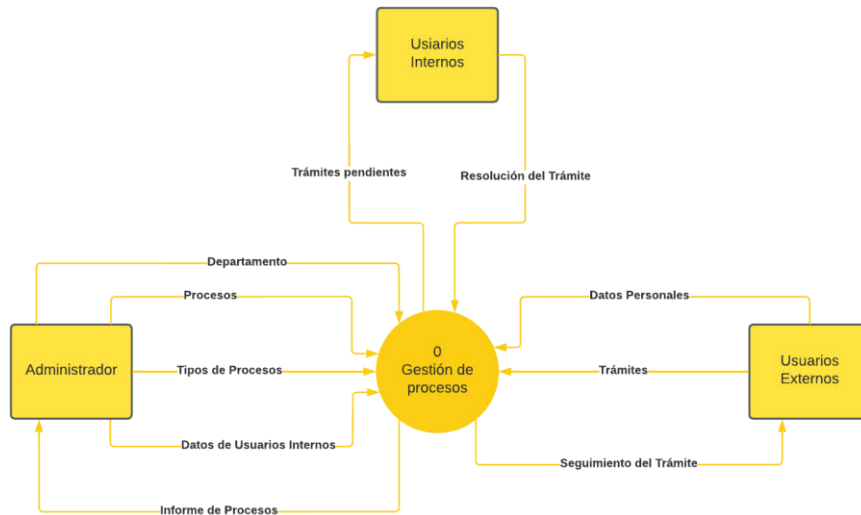 Usiarios
Internos
Trámites pendientes
Resolución del Trámite
Departamento
Procesos
Datos Personales
0
Gestión de
procesos
Administrador
Tipos de Procesos
Trámites
Usuarios
Externos
Datos de Usuarios Internos
Seguimiento del Trámite
Informe de Procesos